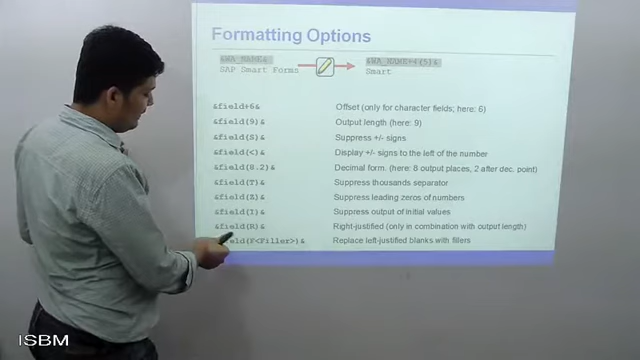 Formatting Options
&WA_NAME&
&WA_NAME+4(5)&
SAP Smart Forms
Smart
&field+6& Offset (only for character fields; here: 6)
&field(9)& Output length (here: 9)
&field(S)& Suppress +/- signs
&field(<)& Display +/- signs to the left of the number
&field(8.2)& Decimal form. (here: 8 output places, 2 after dec. point)
&field(T)& Suppress thousands separator
&field(Z)& Suppress leading zeros of numbers
&field(I)& Suppress output of initial values
&field(R)& Right-justified (only in combination with output length)
(F<Filler>)& Replace left-justified blanks with fillers
ISBM